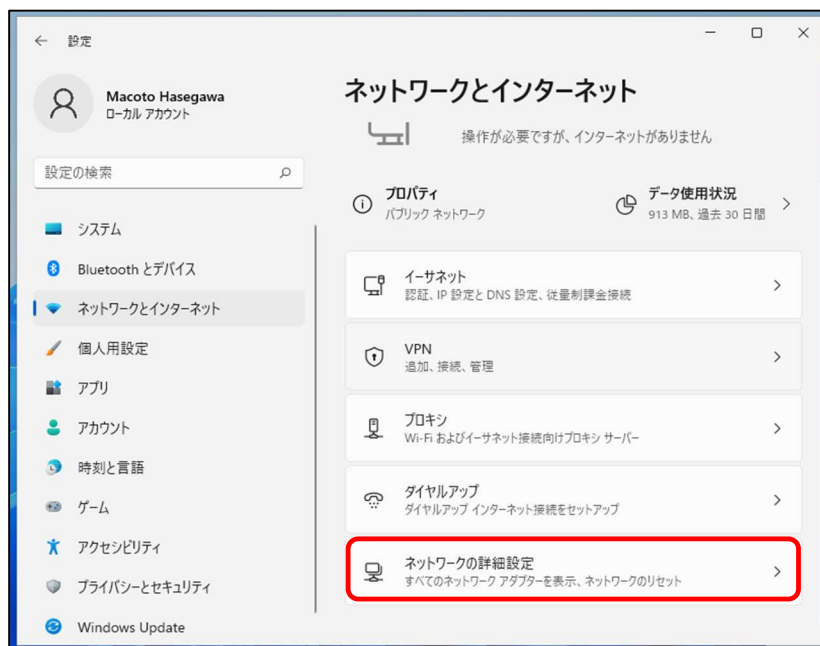 設定
Macoto Hasegawa
ローカル アカウント
設定の検索
システム
Bluetooth とデバイス
ネットワークとインターネット
個人用設定
アプリ
アカウント
時刻と言語
ゲーム
アクセシビリティ
プライバシーとセキュリティ
Windows Update
ネットワークとインターネット
操作が必要ですが、インターネットがありません
プロパティ
パブリック ネットワーク
データ使用状況
913 MB、過去 30 日間
イーサネット
認証、IP 設定と DNS 設定、従量制課金接続
VPN
追加、接続、管理
プロキシ
Wi-Fi およびイーサネット接続向けプロキシ サーバー
ダイヤルアップ
ダイヤルアップ インターネット接続をセットアップ
ネットワークの詳細設定
すべてのネットワーク アダプターを表示、ネットワークのリセット